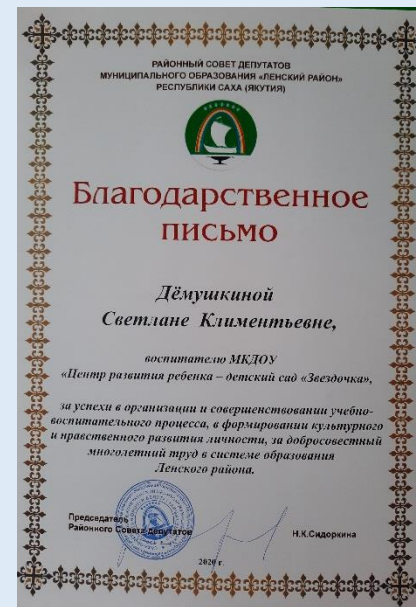 РАЙОННЫЙ СОВЕТ ДЕПУТАТОВ
МУНИЦИПАЛЬНОГО ОБРАЗОВАНИЯ «ЛЕНСКИЙ РАЙОН»
РЕСПУБЛИКИ САХА (ЯКУТИЯ)
Благодарственное
письмо
Дёмушкиной
Светлане Климентьевне,
воспитателю МКДОУ
«Центр развития ребенка – детский сад «Звездочка»,
за успехи в организации и совершенствовании учебно-
воспитательного процесса, в формировании культурного
и нравственного развития личности, за добросовестный
многолетний труд в системе образования
Ленского района.
Председатель
Районного Совета депутатов
Н.К.Сидоркина
2020 г.